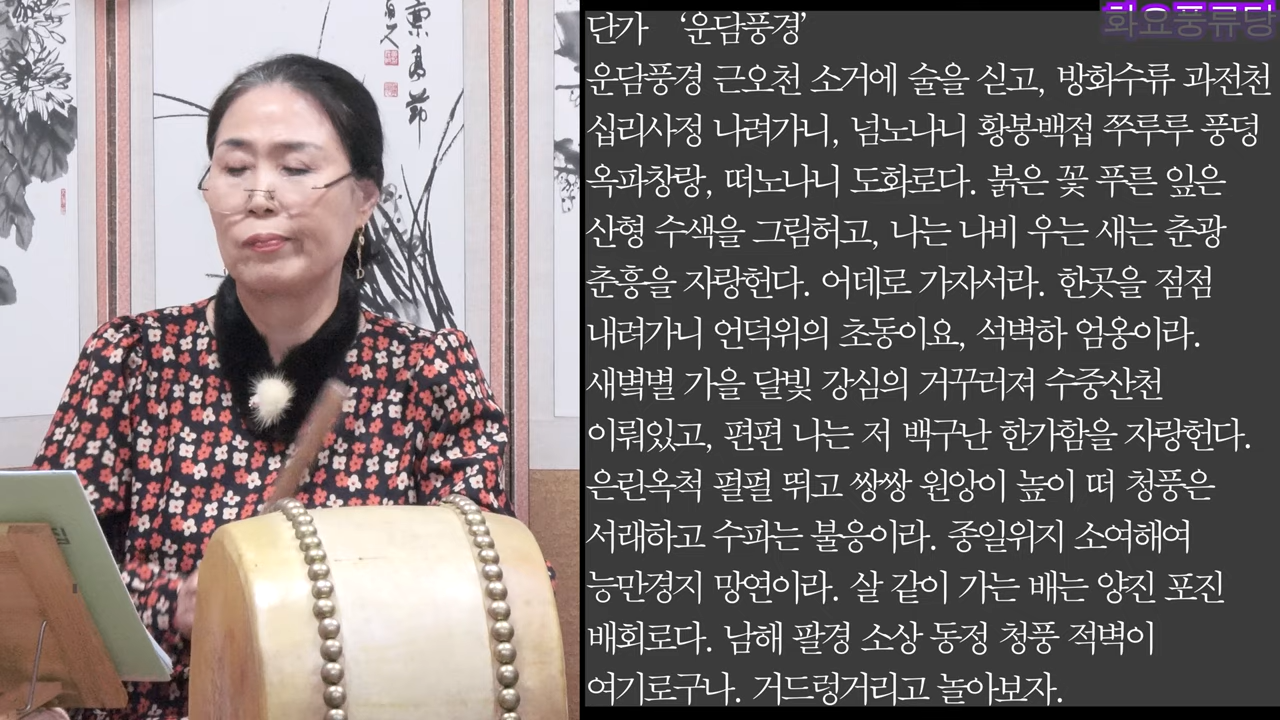 화요풍류당
단가 ‘운담풍경’
운담풍경 근오천 소거에 술을 싣고, 방화수류 과전천
십리사정 나려가니, 넘노나니 황봉백접 쭈루루 풍덩
옥파창랑, 떠노나니 도화로다. 붉은 꽃 푸른 잎은
산형 수색을 그림허고, 나는 나비 우는 새는 춘광
춘흥을 자랑헌다. 어데로 가자서라. 한곳을 점점
내려가니 언덕위의 초동이요, 석벽하 엄옹이라.
새벽별 가을 달빛 강심의 거꾸러져 수중산천
이뤄있고, 편편 나는 저 백구난 한가함을 자랑헌다.
은린옥척 펄펄 뛰고 쌍쌍 원앙이 높이 떠 청풍은
서래하고 수파는 불응이라. 종일위지 소여해여
능만경지 망연이라. 살 같이 가는 배는 양진 포진
배회로다. 남해 팔경 소상 동정 청풍 적벽이
여기로구나. 거드렁거리고 놀아보자.